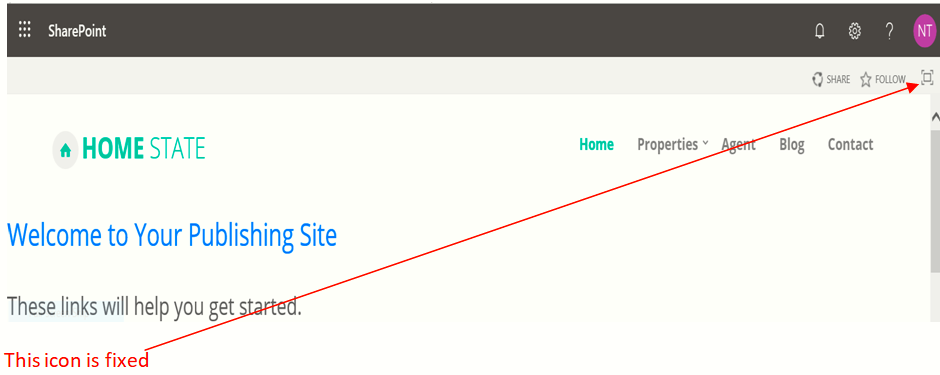 SharePoint
?
NT
SHARE
FOLLOW
HOME STATE
Home
Properties
Agent
Blog
Contact
Welcome to Your Publishing Site
These links will help you get started.
This icon is fixed